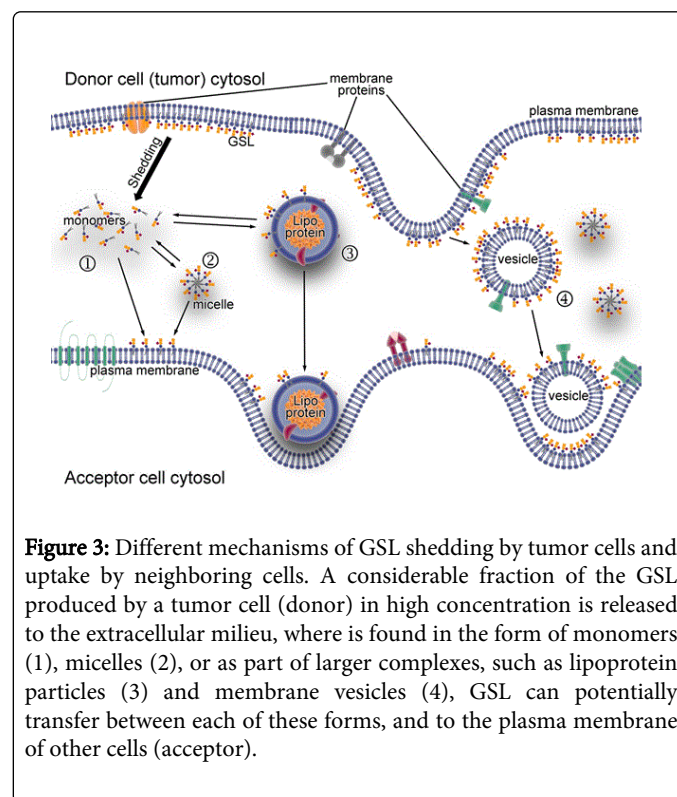 Donor cell (tumor) cytosol
membrane
proteins
plasma membrane
GSL
Shedding
monomers
①
②
micelle
Lipo
protein
③
vesicle
④
plasma membrane
Lipo
protein
vesicle
Acceptor cell cytosol
Figure 3: Different mechanisms of GSL shedding by tumor cells and
uptake by neighboring cells. A considerable fraction of the GSL
produced by a tumor cell (donor) in high concentration is released
to the extracellular milieu, where is found in the form of monomers
(1), micelles (2), or as part of larger complexes, such as lipoprotein
particles (3) and membrane vesicles (4), GSL can potentially
transfer between each of these forms, and to the plasma membrane
of other cells (acceptor).